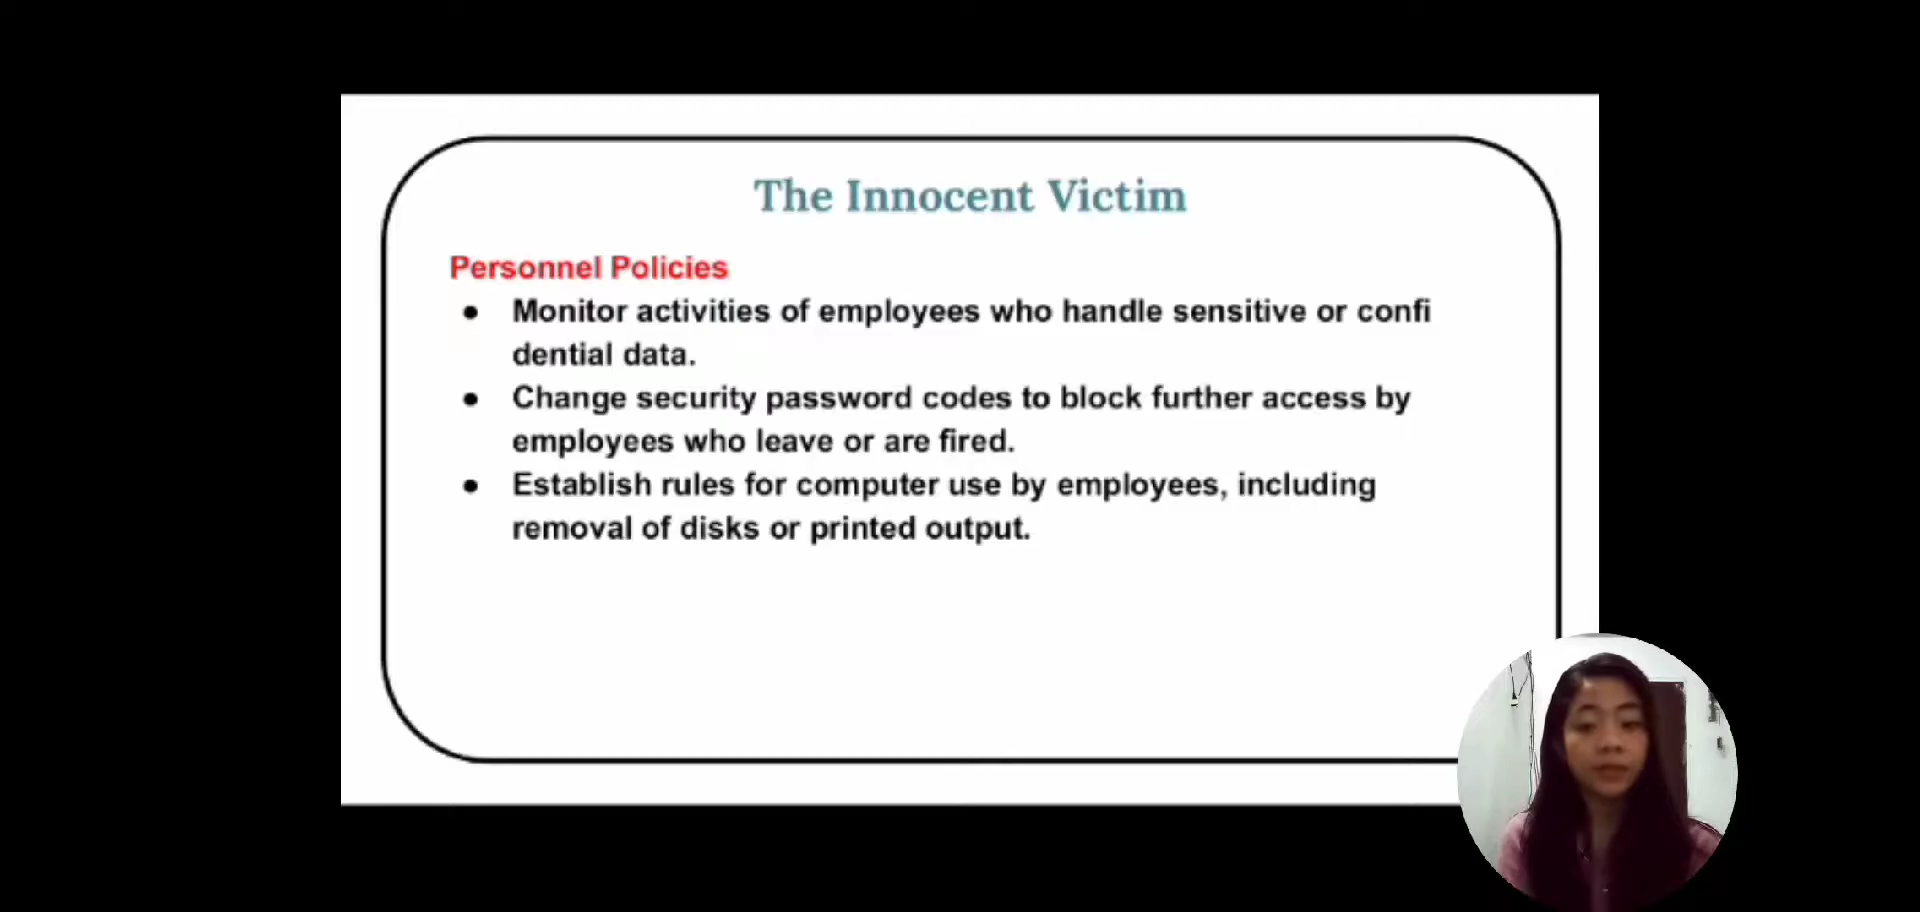 The Innocent Victim
Personnel Policies
● Monitor activities of employees who handle sensitive or confi
dential data.
● Change security password codes to block further access by
employees who leave or are fired.
● Establish rules for computer use by employees, including
removal of disks or printed output.